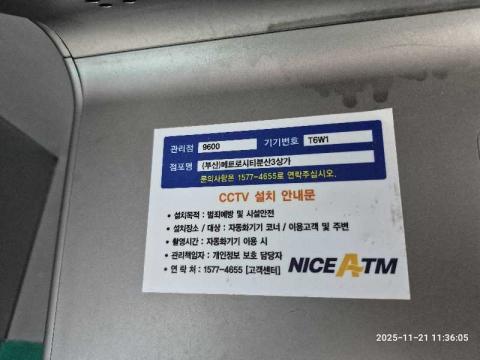 관리점 9600 기기번호 T6W1
점포명 (부산)메트로시티분산3상가
문의사항은 1577-4655로 연락주십시오.
CCTV 설치 안내문
• 설치목적 : 범죄예방 및 시설안전
• 설치장소 / 대상 : 자동화기기 코너 / 이용고객 및 주변
• 촬영시간 : 자동화기기 이용 시
• 관리책임자 : 개인정보 보호 담당자
• 연 락 처 : 1577-4655 [고객센터]
NICE ATM
2025-11-21 11:36:05